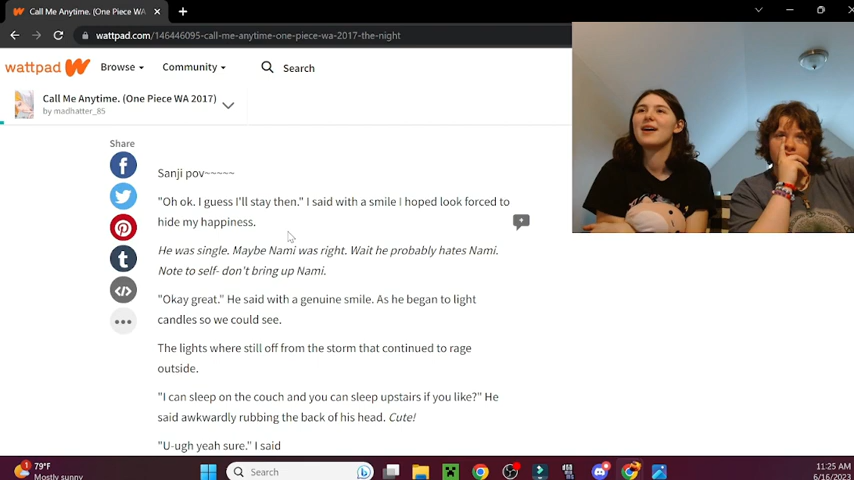 Call Me Anytime. (One Piece WA
wattpad.com/146446095-call-me-anytime-one-piece-wa-2017-the-night
wattpad
Browse
Community
Search
Call Me Anytime. (One Piece WA 2017)
by madhatter_85
Share
Sanji pov~~~~~
"Oh ok. I guess I'll stay then." I said with a smile I hoped look forced to
hide my happiness.
He was single. Maybe Nami was right. Wait he probably hates Nami.
Note to self- don't bring up Nami.
"Okay great." He said with a genuine smile. As he began to light
candles so we could see.
The lights where still off from the storm that continued to rage
outside.
"I can sleep on the couch and you can sleep upstairs if you like?" He
said awkwardly rubbing the back of his head. Cute!
"U-ugh yeah sure." I said
79°F
Mostly sunny
Search
11:25 AM
6/16/2023